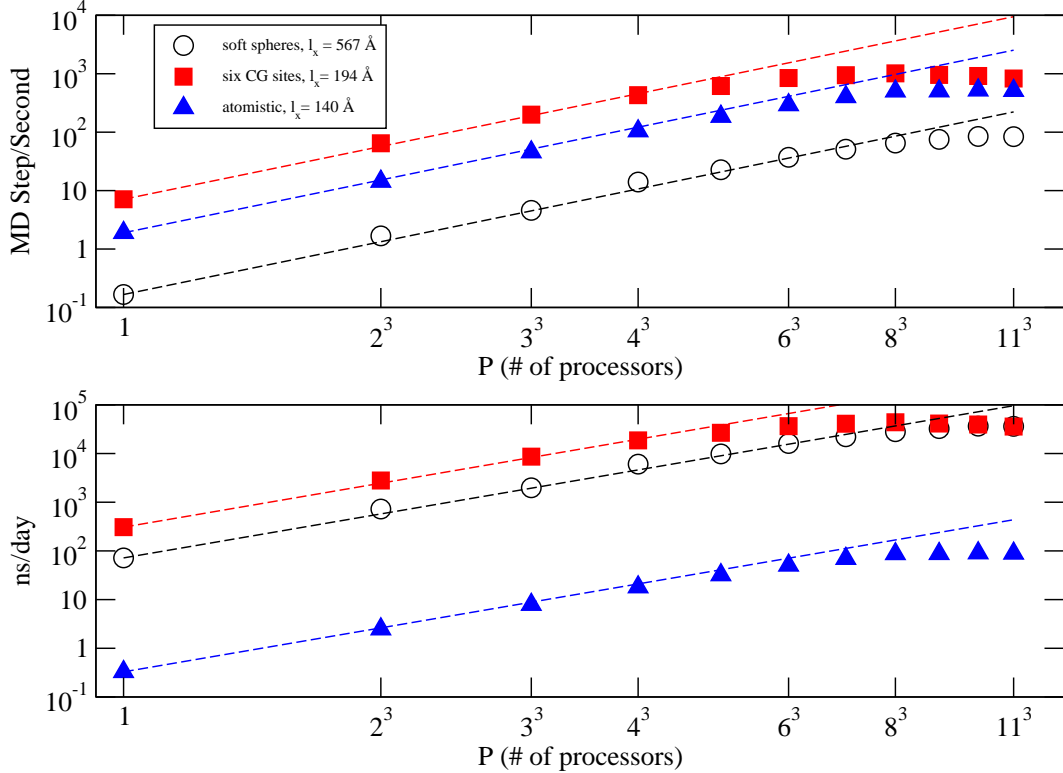 10^4
10^3
10^2
10
1
10^-1
MD Step/Second
soft spheres, l_x = 567 Å
six CG sites, l_x = 194 Å
atomistic, l_x = 140 Å
1 2^3 3^3 4^3 6^3 8^3 11^3
P (# of processors)
10^5
10^4
10^3
10^2
10
1
10^-1
ns/day
1 2^3 3^3 4^3 6^3 8^3 11^3
P (# of processors)